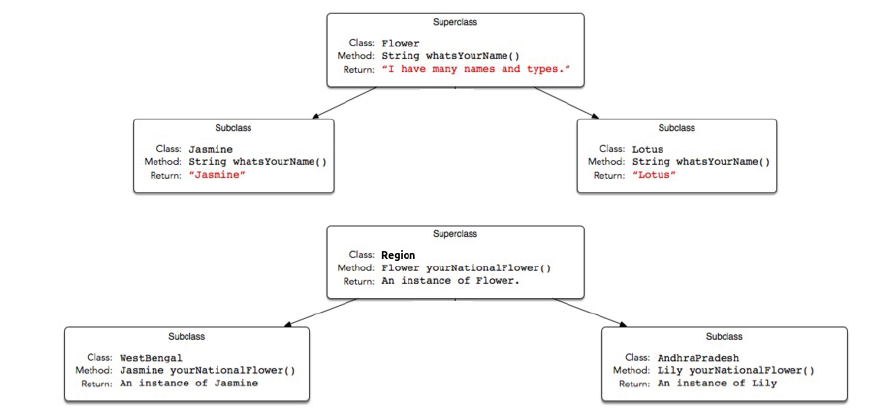 Superclass
Class: Flower
Method: String whatsYourName()
Return: “I have many names and types.”
Subclass
Class: Jasmine
Method: String whatsYourName()
Return: “Jasmine”
Subclass
Class: Lotus
Method: String whatsYourName()
Return: “Lotus”
Superclass
Class: Region
Method: Flower yourNationalFlower()
Return: An instance of Flower.
Subclass
Class: WestBengal
Method: Jasmine yourNationalFlower()
Return: An instance of Jasmine
Subclass
Class: AndhraPradesh
Method: Lily yourNationalFlower()
Return: An instance of Lily